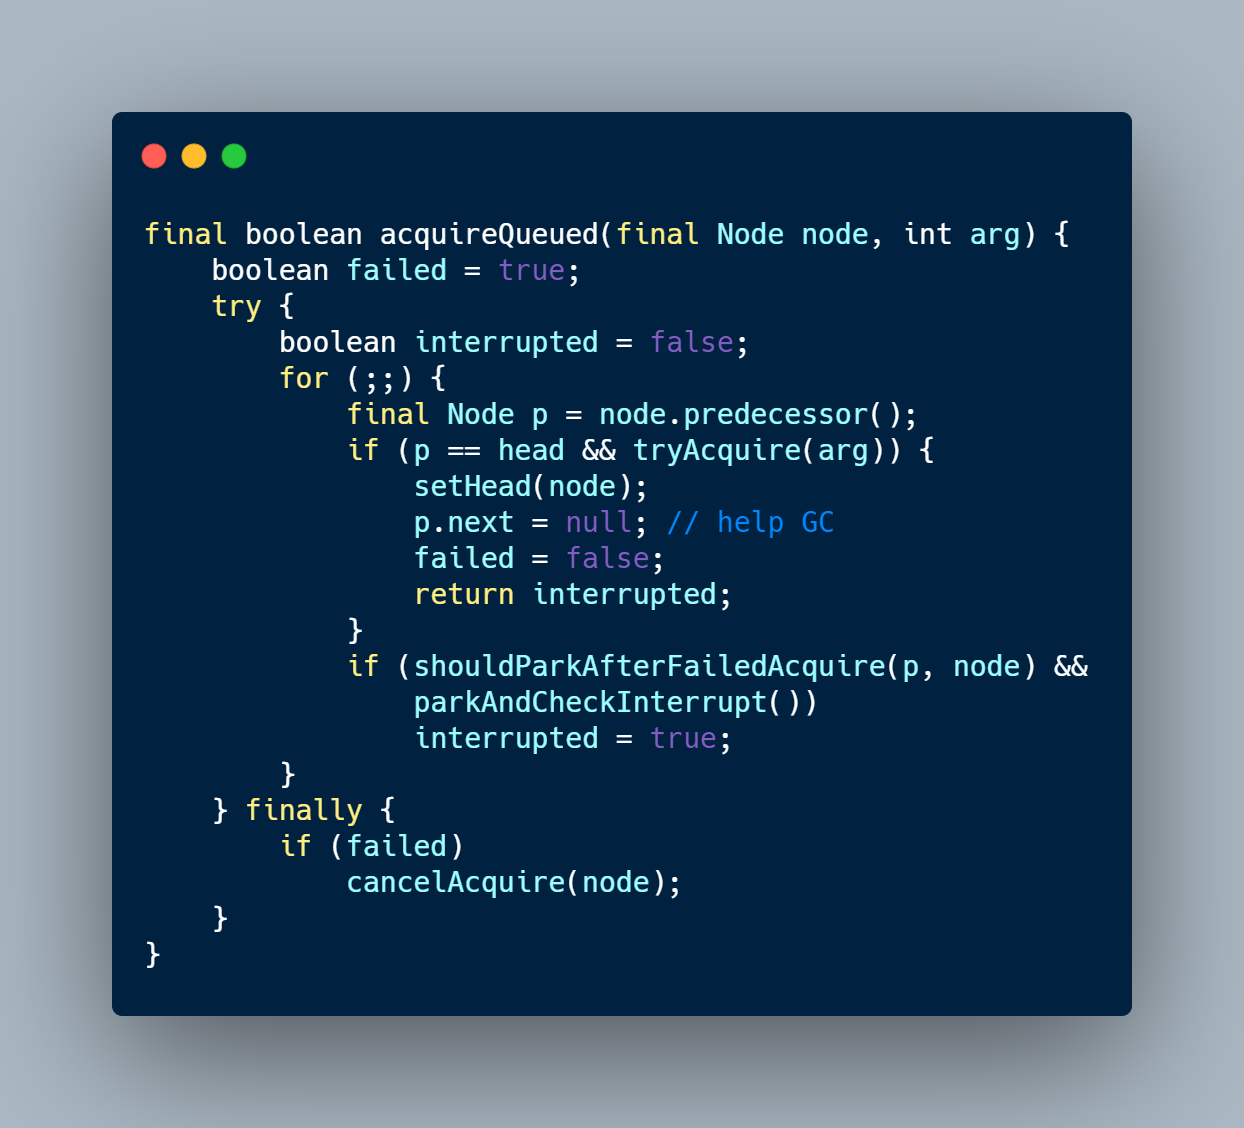 final boolean acquireQueued(final Node node, int arg) {
    boolean failed = true;
    try {
        boolean interrupted = false;
        for (;;) {
            final Node p = node.predecessor();
            if (p == head && tryAcquire(arg)) {
                setHead(node);
                p.next = null; // help GC
                failed = false;
                return interrupted;
            }
            if (shouldParkAfterFailedAcquire(p, node) &&
                parkAndCheckInterrupt())
                interrupted = true;
        }
    } finally {
        if (failed)
            cancelAcquire(node);
    }
}